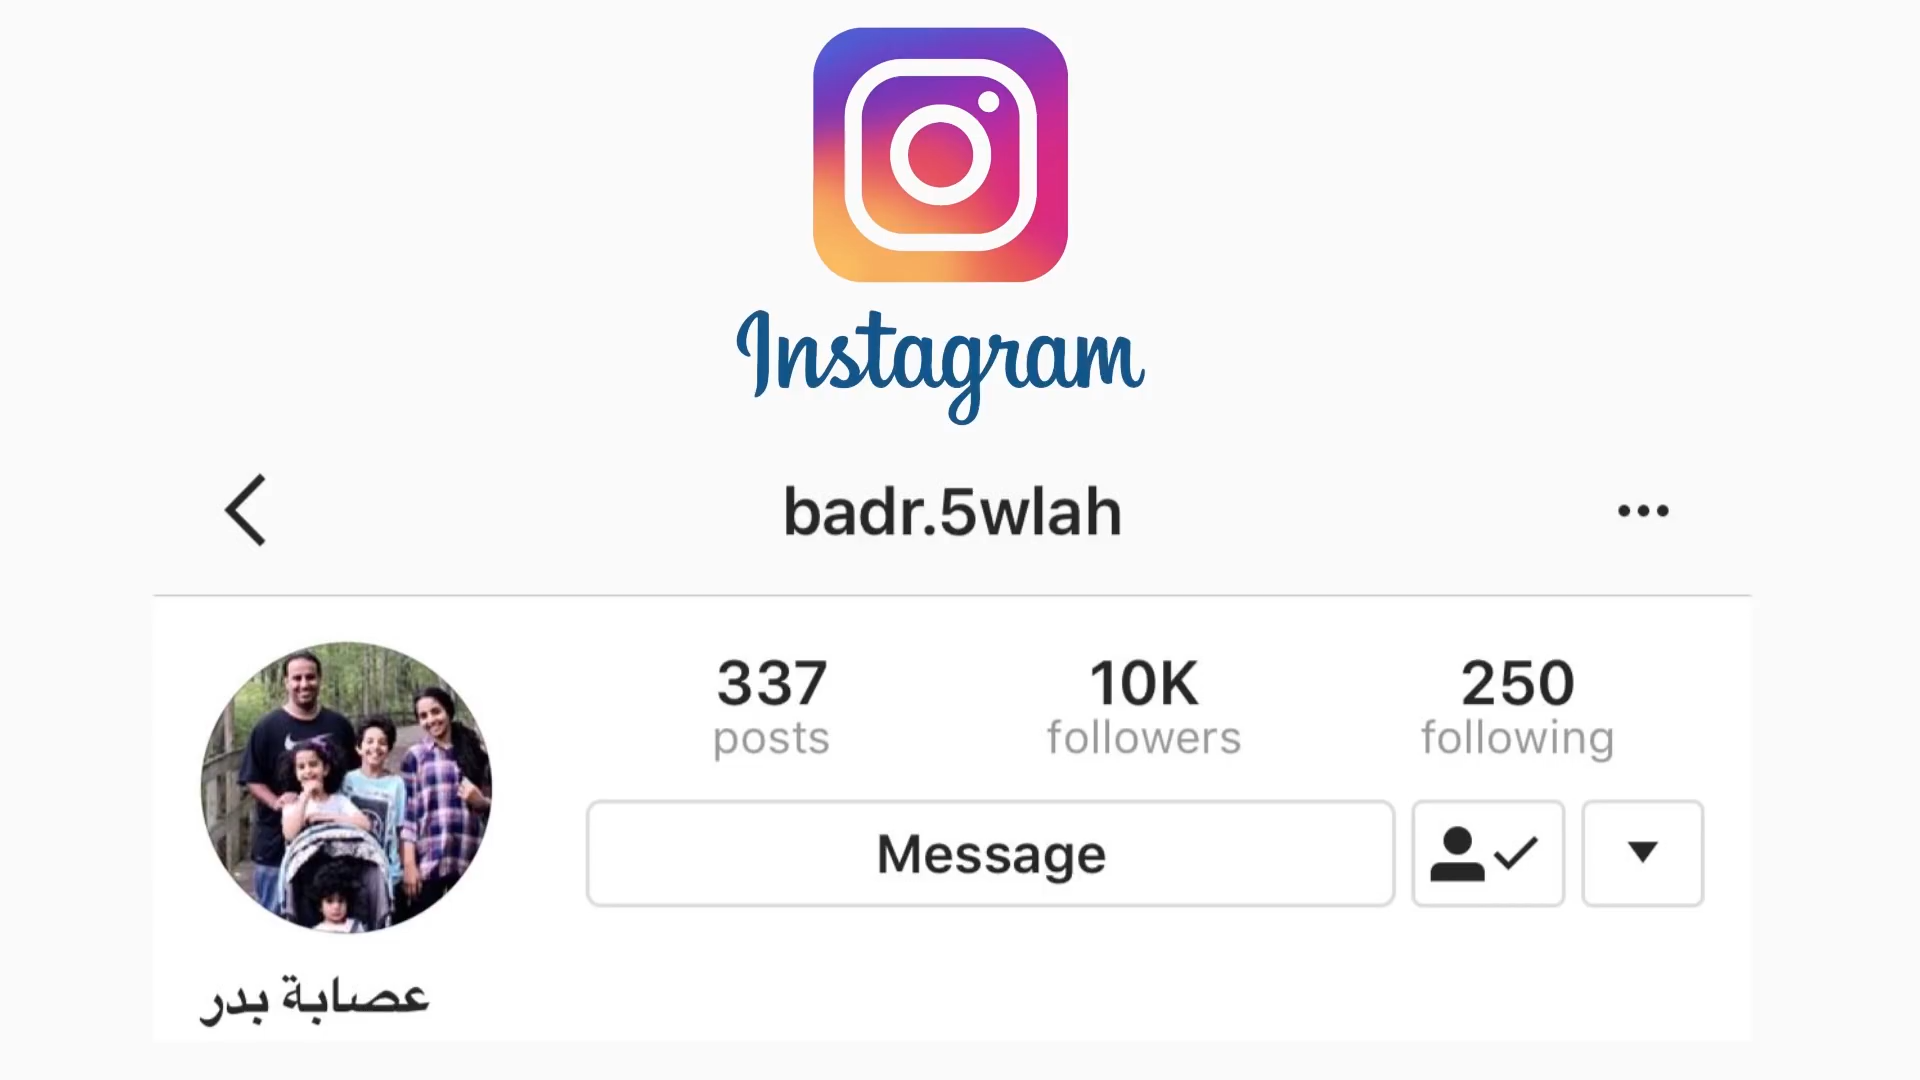 Instagram
badr.5wlah
337 10K 250
posts followers following
Message
عصابة بدر